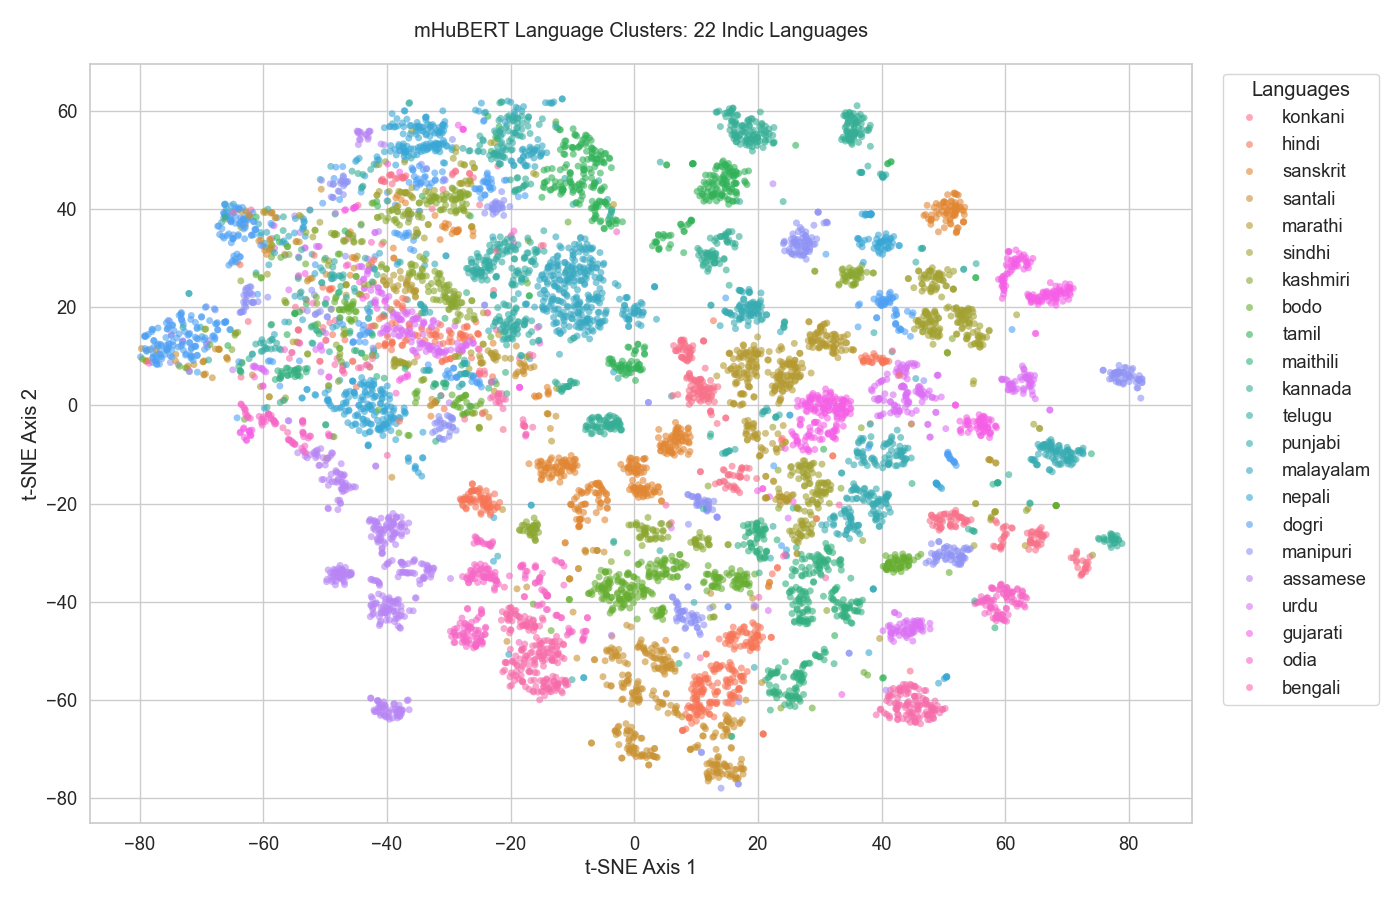 mHuBERT Language Clusters: 22 Indic Languages
60
40
20
0
−20
−40
−60
−80
t-SNE Axis 2
−80
−60
−40
−20
0
20
40
60
80
t-SNE Axis 1
Languages
konkani
hindi
sanskrit
santali
marathi
sindhi
kashmiri
bodo
tamil
maithili
kannada
telugu
punjabi
malayalam
nepali
dogri
manipuri
assamese
urdu
gujarati
odia
bengali